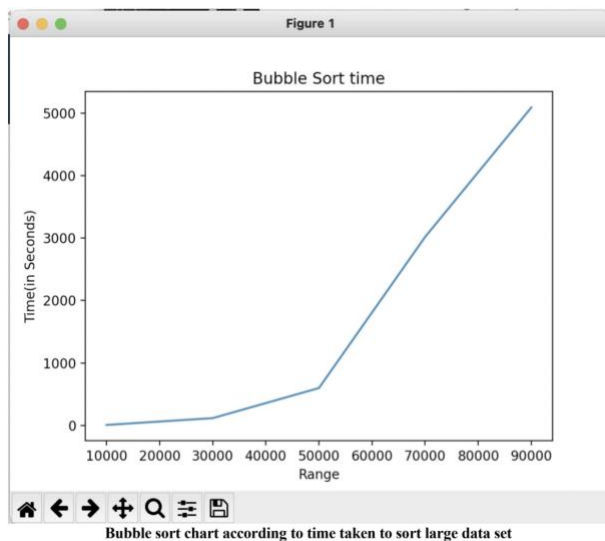 Figure 1
Bubble Sort time
5000
4000
3000
2000
1000
0
Time(in Seconds)
10000 20000 30000 40000 50000 60000 70000 80000 90000
Range
Bubble sort chart according to time taken to sort large data set